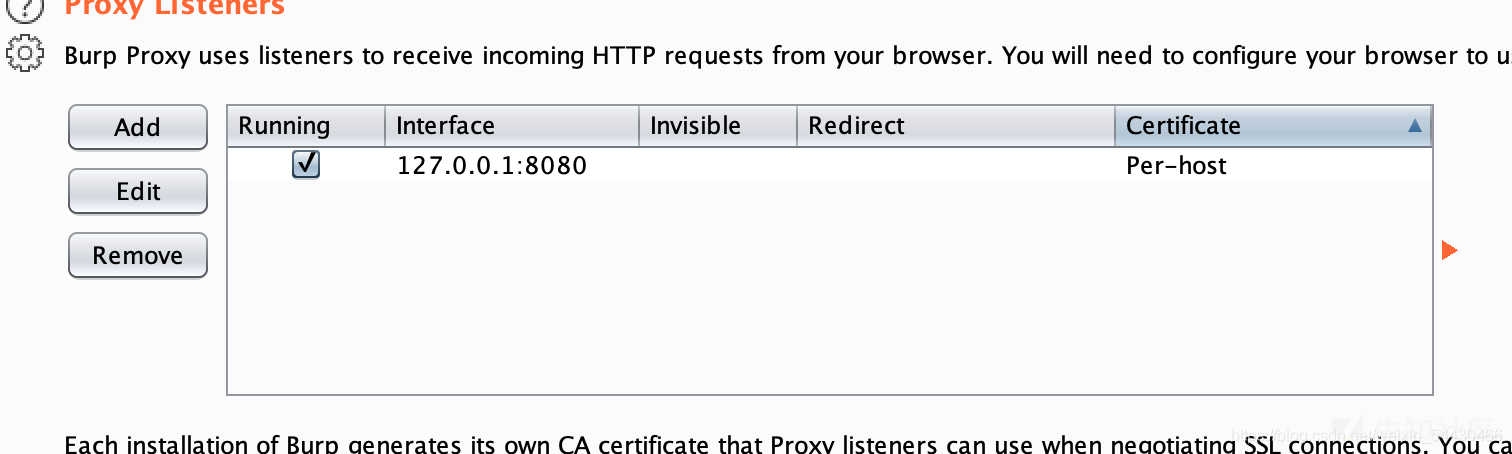 Proxy Listeners
Burp Proxy uses listeners to receive incoming HTTP requests from your browser. You will need to configure your browser to u
Add
Edit
Remove
Running Interface Invisible Redirect Certificate
127.0.0.1:8080 Per-host
Each installation of Burp generates its own CA certificate that Proxy listeners can use when negotiating SSL connections. You ca